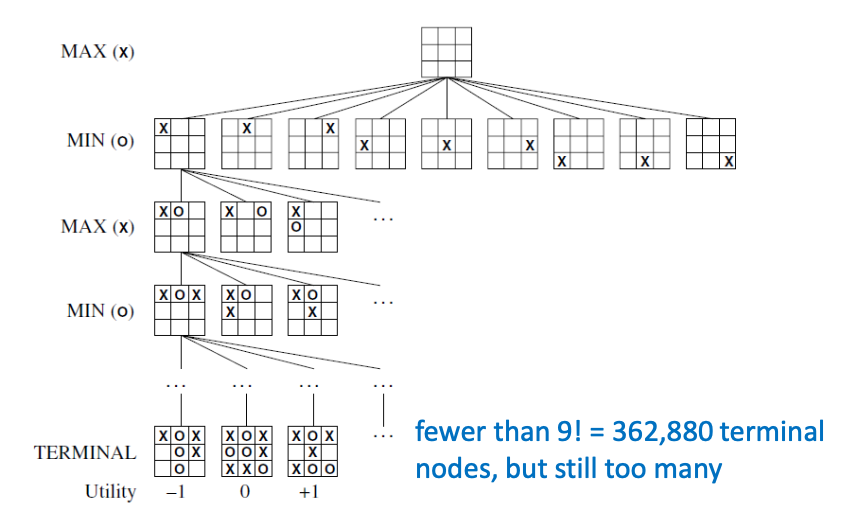 MAX (X)
X X X X X X X X X
MIN (O)
X O X O X ...
O
MAX (X)
X O X X O X O ...
X X
MIN (O)
... ... ... ...
X O X X O X X O X ...
O X O O X X
O X X O X O O
TERMINAL
Utility −1 0 +1
fewer than 9! = 362,880 terminal
nodes, but still too many